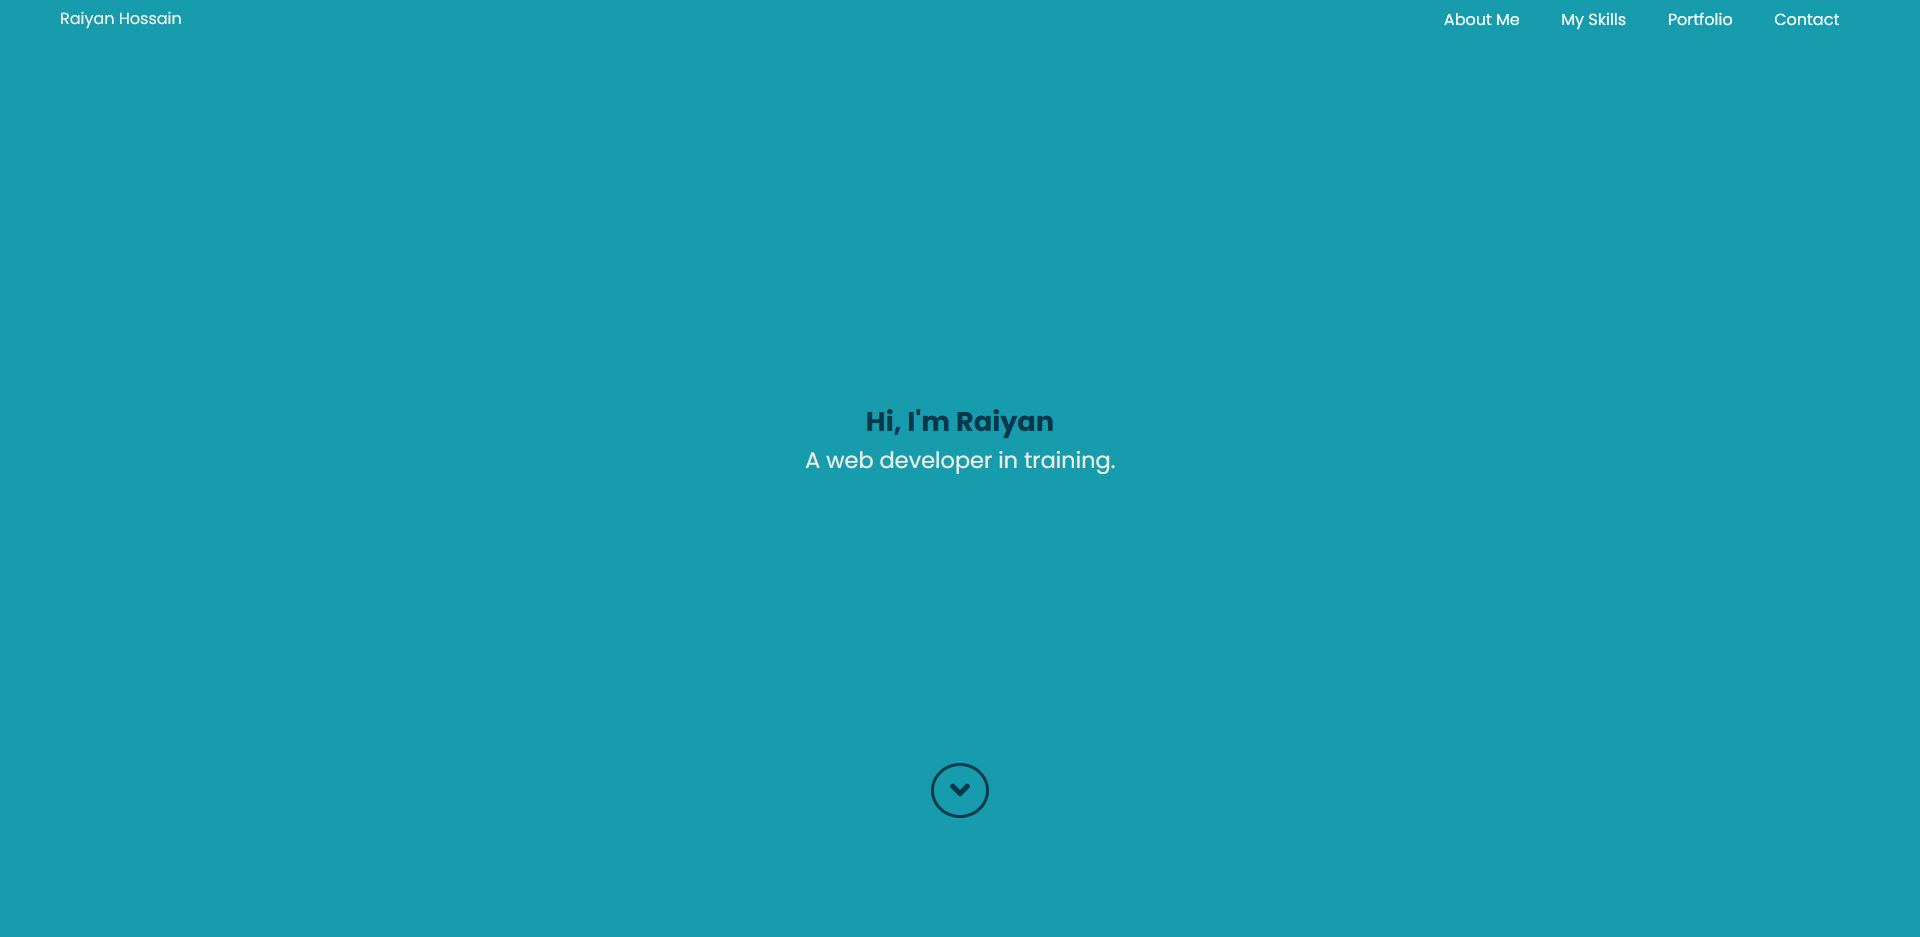 Raiyan Hossain
About Me My Skills Portfolio Contact
Hi, I'm Raiyan
A web developer in training.